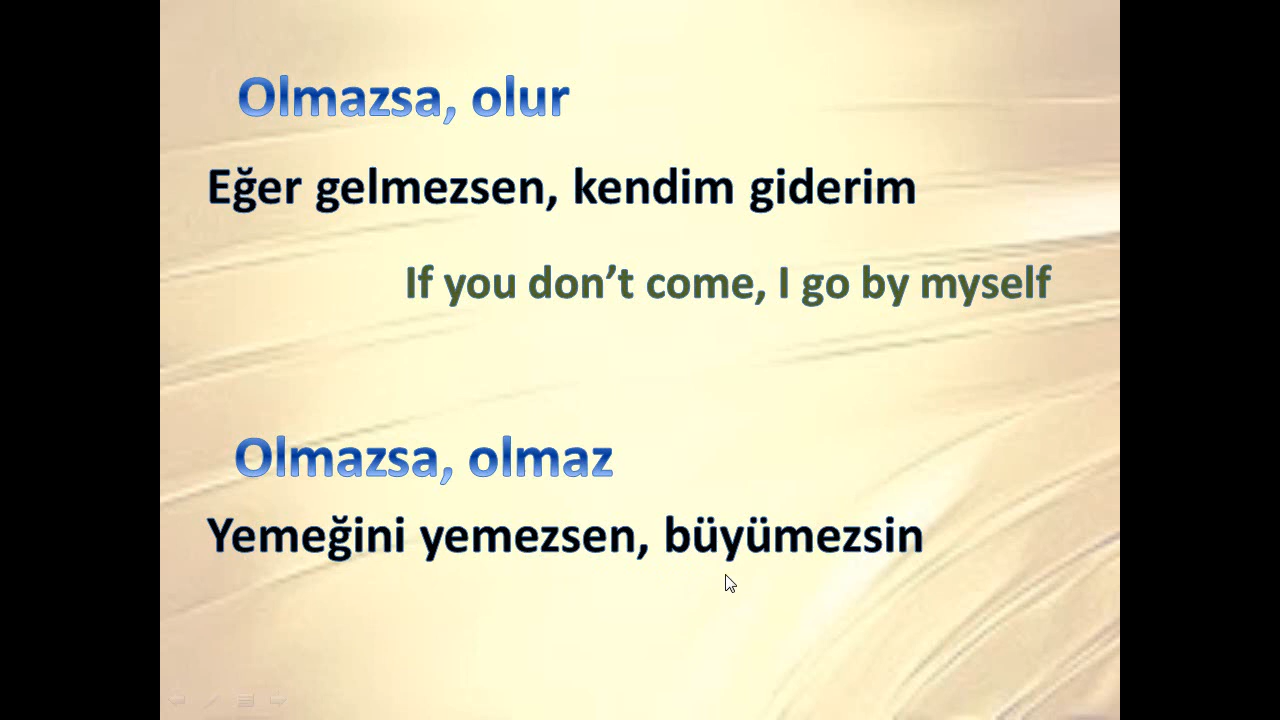 Olmazsa, olur
Eğer gelmezsen, kendim giderim
If you don’t come, I go by myself
Olmazsa, olmaz
Yemeğini yemezsen, büyümezsin